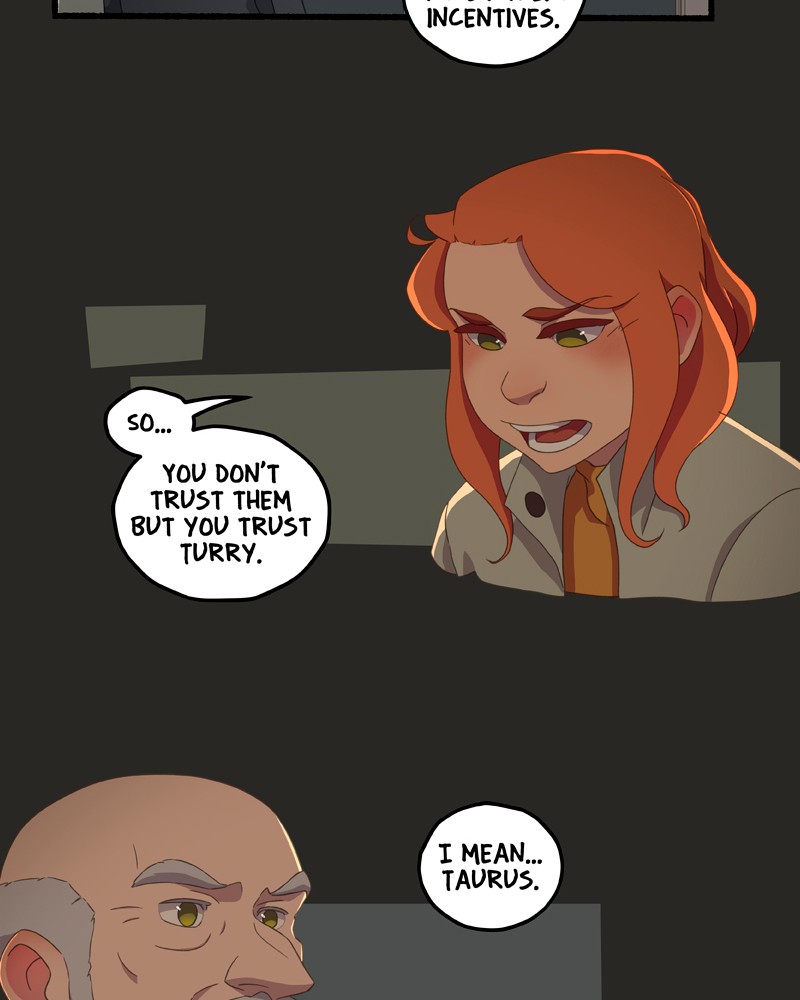 INCENTIVES.
SO...
YOU DON'T
TRUST THEM
BUT YOU TRUST
TURRY.
I MEAN...
TAURUS.